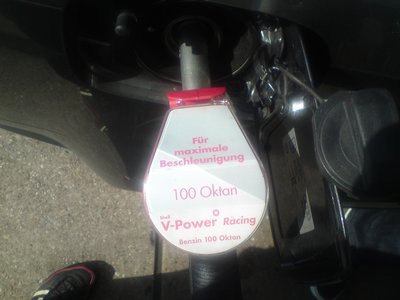 Für
maximale
Beschleunigung
100 Oktan
Shell
V-Power Racing
Benzin 100 Oktan